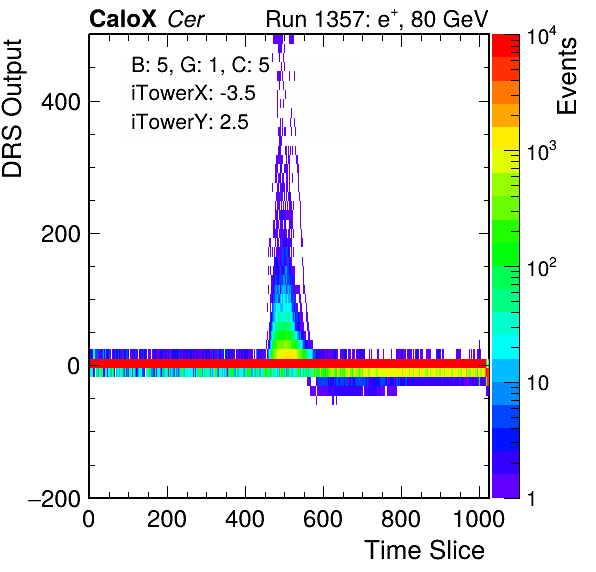 CaloX Cer Run 1357: e⁺, 80 GeV
DRS Output
Events
B: 5, G: 1, C: 5
iTowerX: -3.5
iTowerY: 2.5
400
200
0
−200
0 200 400 600 800 1000
Time Slice
10⁴
10³
10²
10
1